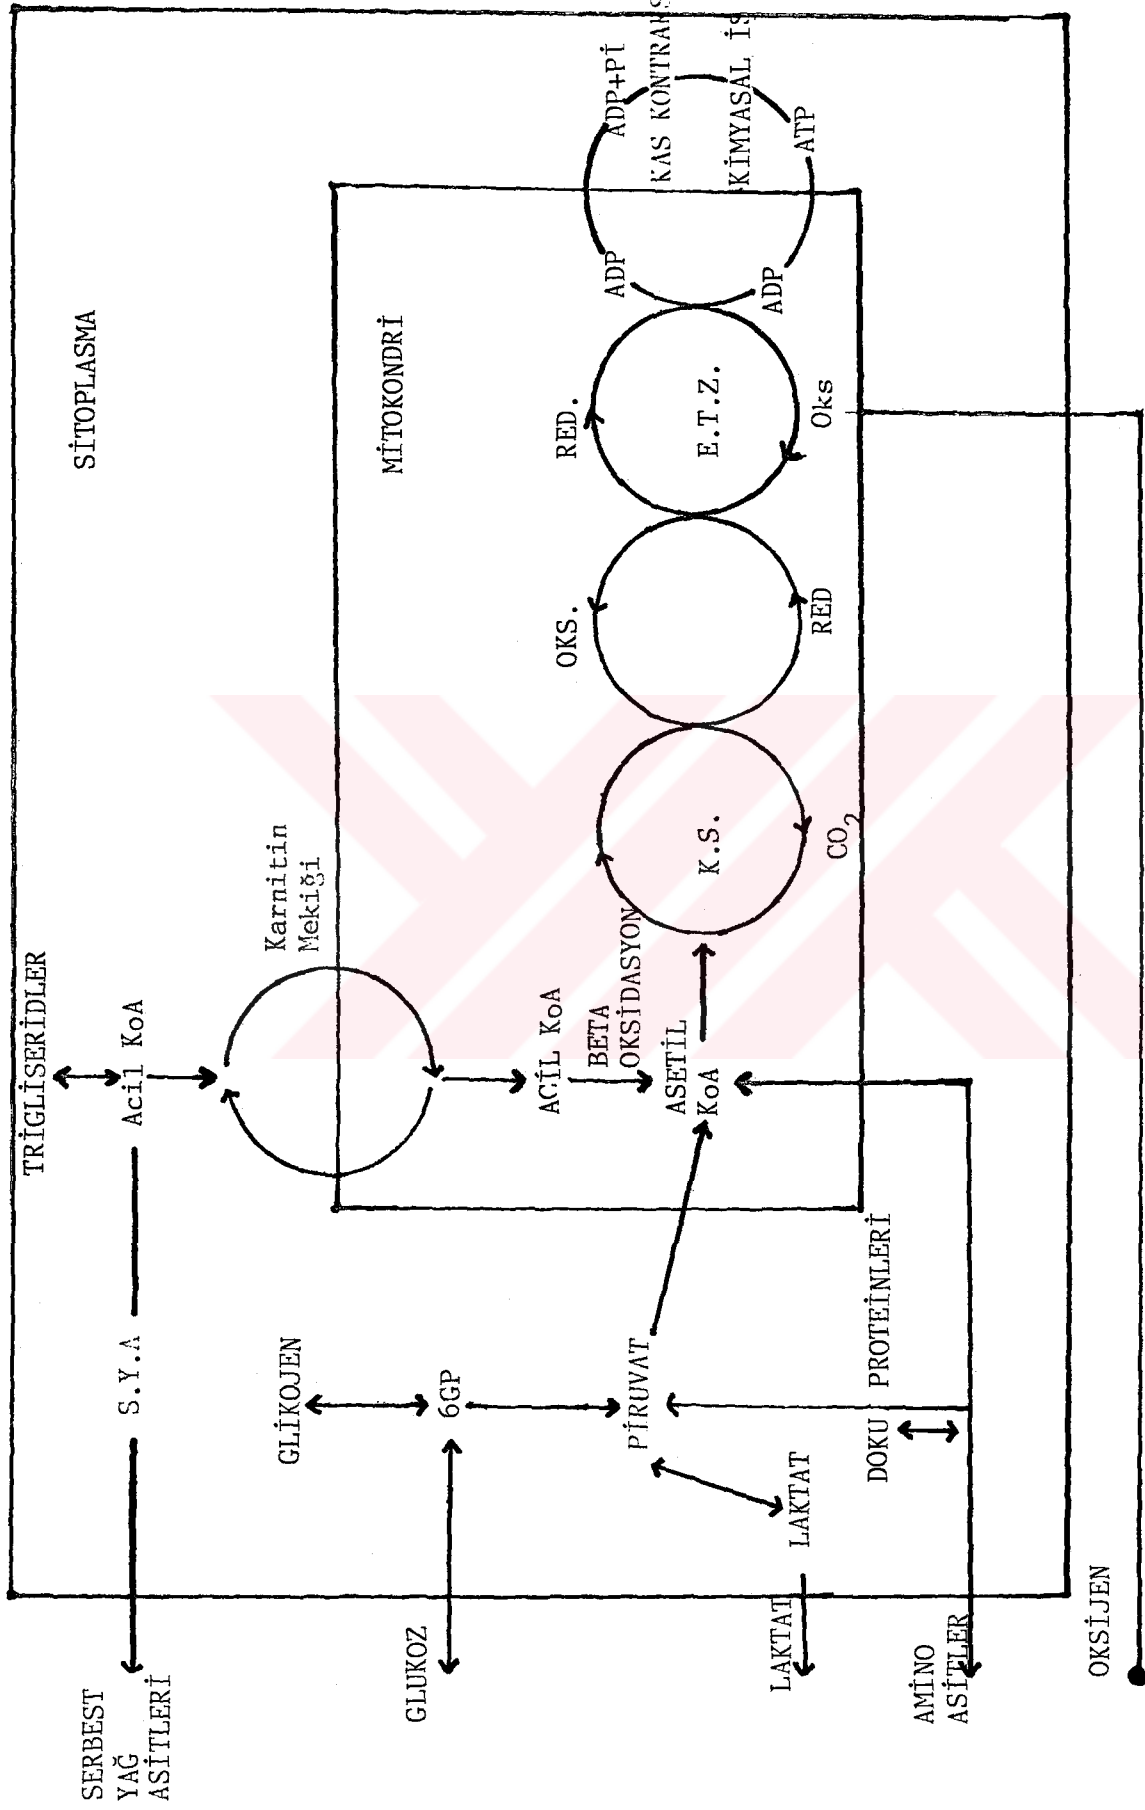 SİTOPLASMA
MİTOKONDRİ
TRİGLİSERİDLER
Acil KoA
S.Y.A
SERBEST
YAĞ
ASİTLERİ
Karnitin
Mekiği
GLİKOJEN
6GP
GLUKOZ
ACİL KoA
BETA
OKSİDASYON
ASETİL
KoA
PİRUVAT
LAKTAT
LAKTAT
DOKU PROTEİNLERİ
AMİNO
ASİTLER
OKSİJEN
K.S.
CO₂
OKS.
RED
RED.
E.T.Z.
Oks
ADP
ADP
ADP+Pİ
ATP
KAS
KİMYASAL